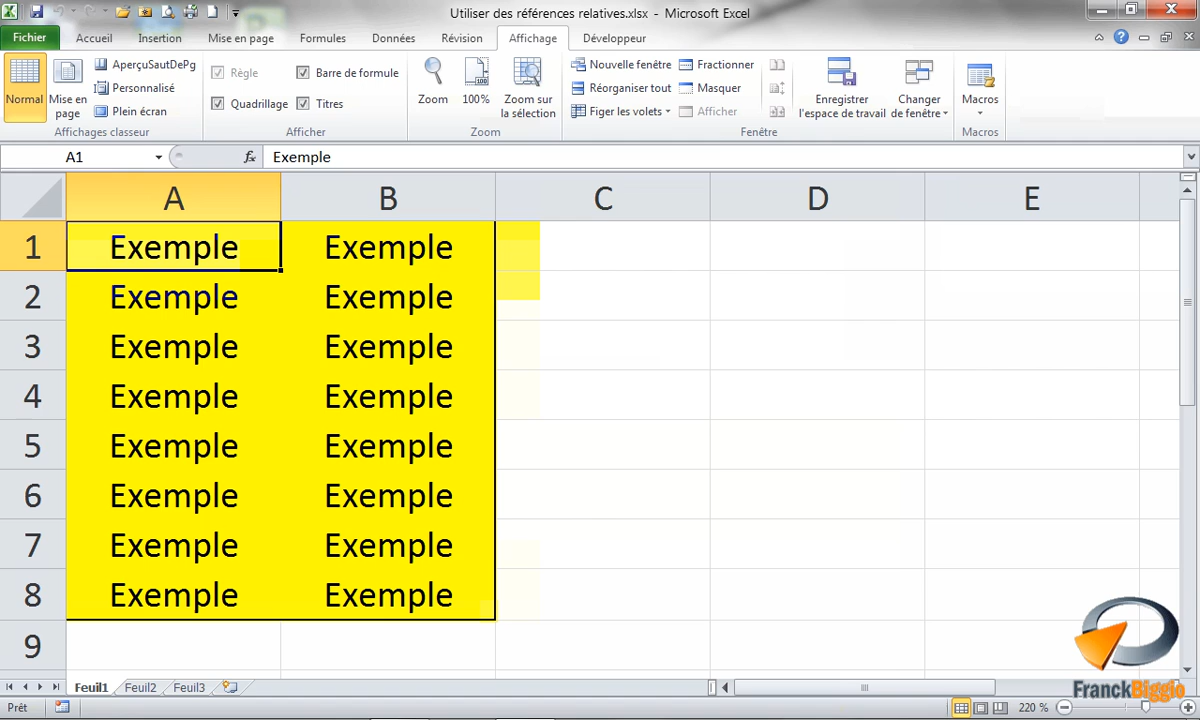 Utiliser des références relatives.xlsx - Microsoft Excel
Fichier Accueil Insertion Mise en page Formules Données Révision Affichage Développeur
Normal
Mise en page
AperçuSautDePg
Personnalisé
Plein écran
Affichages classeur
Règle
Barre de formule
Quadrillage
Titres
Afficher
Zoom
100%
Zoom sur la sélection
Zoom
Nouvelle fenêtre
Réorganiser tout
Figer les volets
Fractionner
Masquer
Afficher
Enregistrer l'espace de travail
Changer de fenêtre
Fenêtre
Macros
Macros
A1 fx Exemple
A B C D E
1 Exemple Exemple
2 Exemple Exemple
3 Exemple Exemple
4 Exemple Exemple
5 Exemple Exemple
6 Exemple Exemple
7 Exemple Exemple
8 Exemple Exemple
9
FranckBiggio
Feuil1 Feuil2 Feuil3
Prêt 220 %